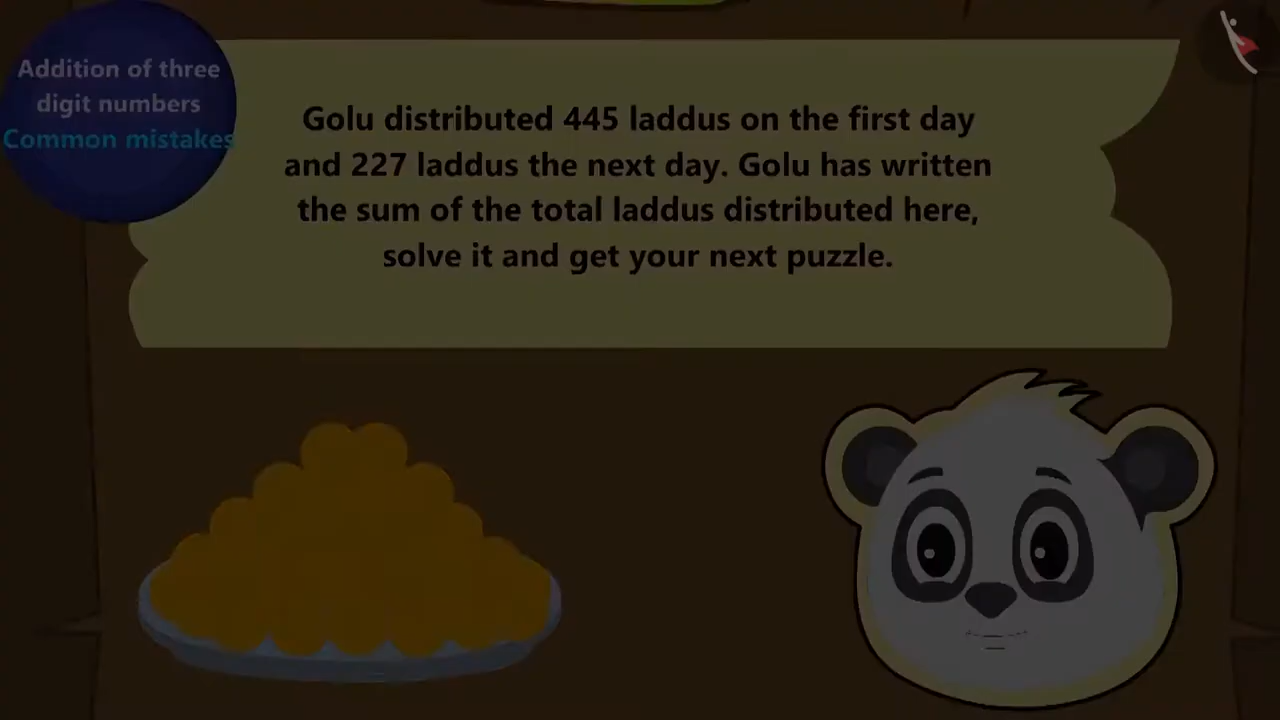 Addition of three
digit numbers
Common mistakes
Golu distributed 445 laddus on the first day
and 227 laddus the next day. Golu has written
the sum of the total laddus distributed here,
solve it and get your next puzzle.